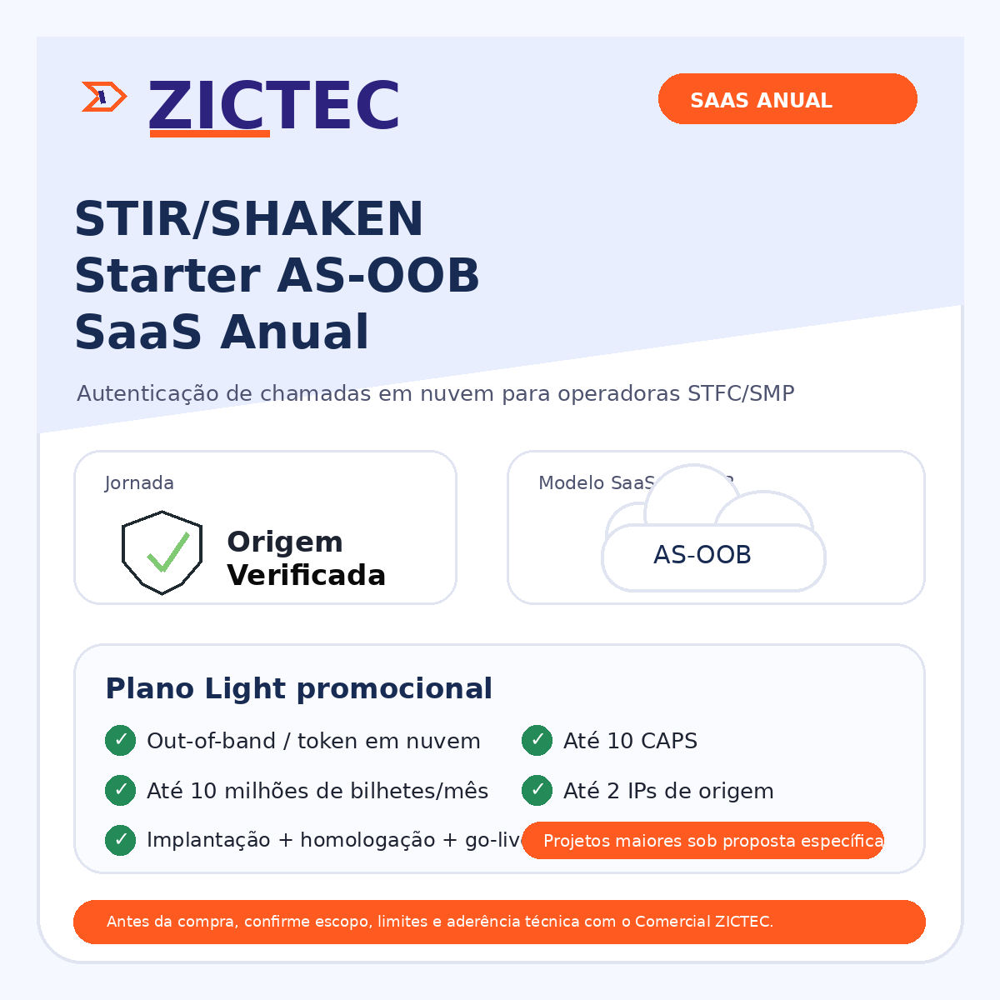 ZICTEC
SAAS ANUAL
STIR/SHAKEN
Starter AS-OOB
SaaS Anual
Autenticação de chamadas em nuvem para operadoras STFC/SMP
Jornada
Origem
Verificada
Modelo SaaS
AS-OOB
Plano Light promocional
✓ Out-of-band / token em nuvem
✓ Até 10 CAPS
✓ Até 10 milhões de bilhetes/mês
✓ Até 2 IPs de origem
✓ Implantação + homologação + go-liv
Projetos maiores sob proposta específica
Antes da compra, confirme escopo, limites e aderência técnica com o Comercial ZICTEC.